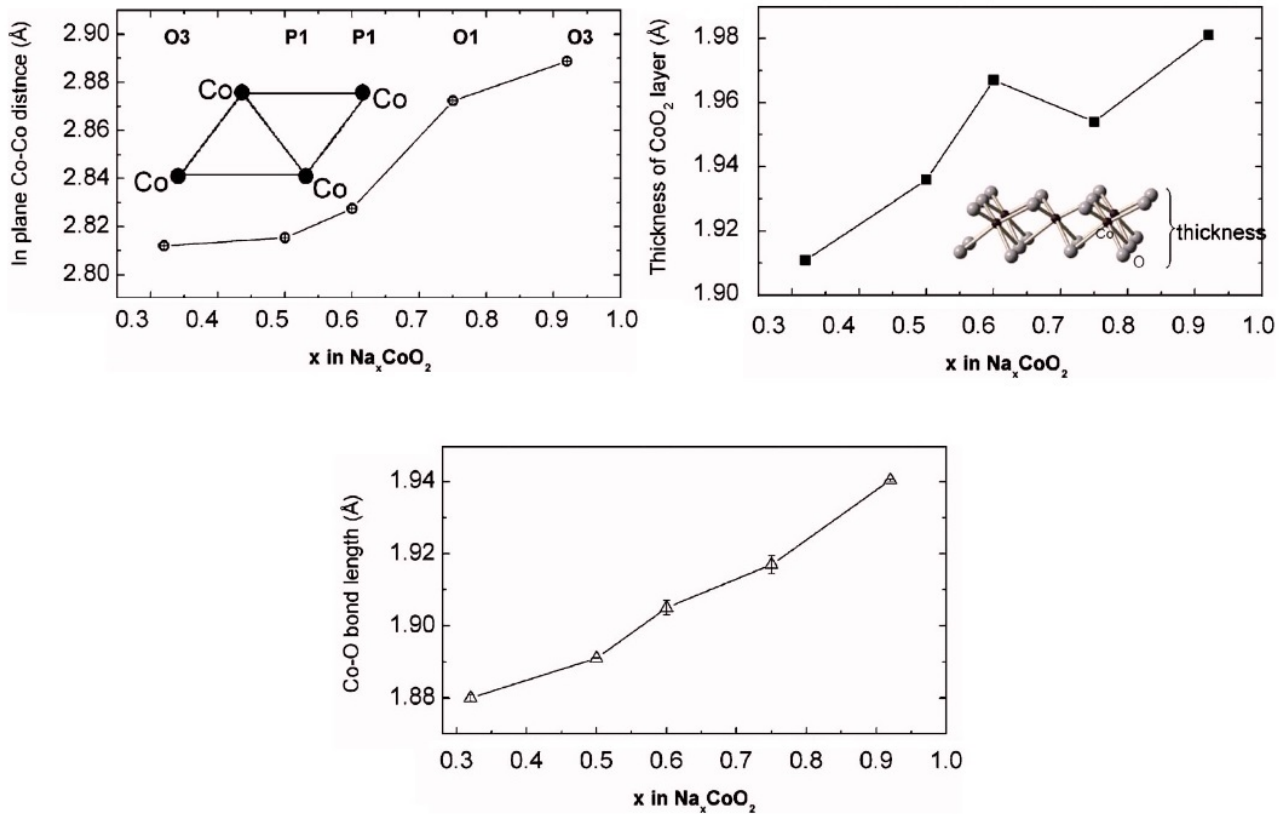 In plane Co-Co distnce (Å)
2.90
2.88
2.86
2.84
2.82
2.80
O3 P1 P1 O1 O3
Co Co
Co Co
0.3 0.4 0.5 0.6 0.7 0.8 0.9 1.0
x in NaₓCoO₂
Thickness of CoO₂ layer (Å)
1.98
1.96
1.94
1.92
1.90
Co
O
thickness
0.3 0.4 0.5 0.6 0.7 0.8 0.9 1.0
x in NaₓCoO₂
Co-O bond length (Å)
1.94
1.92
1.90
1.88
0.3 0.4 0.5 0.6 0.7 0.8 0.9 1.0
x in NaₓCoO₂